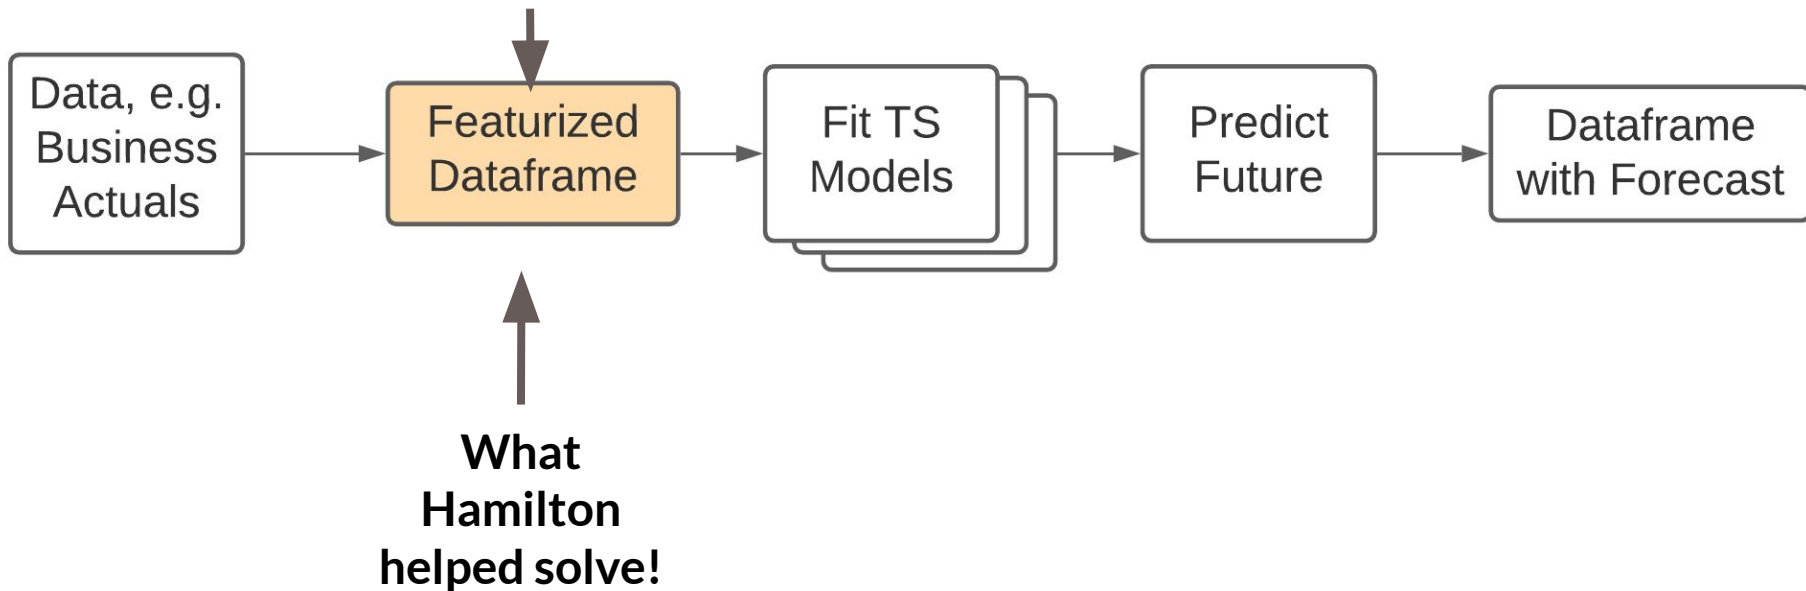 Data, e.g.
Business
Actuals
Featurized
Dataframe
Fit TS
Models
Predict
Future
Dataframe
with Forecast
What
Hamilton
helped solve!